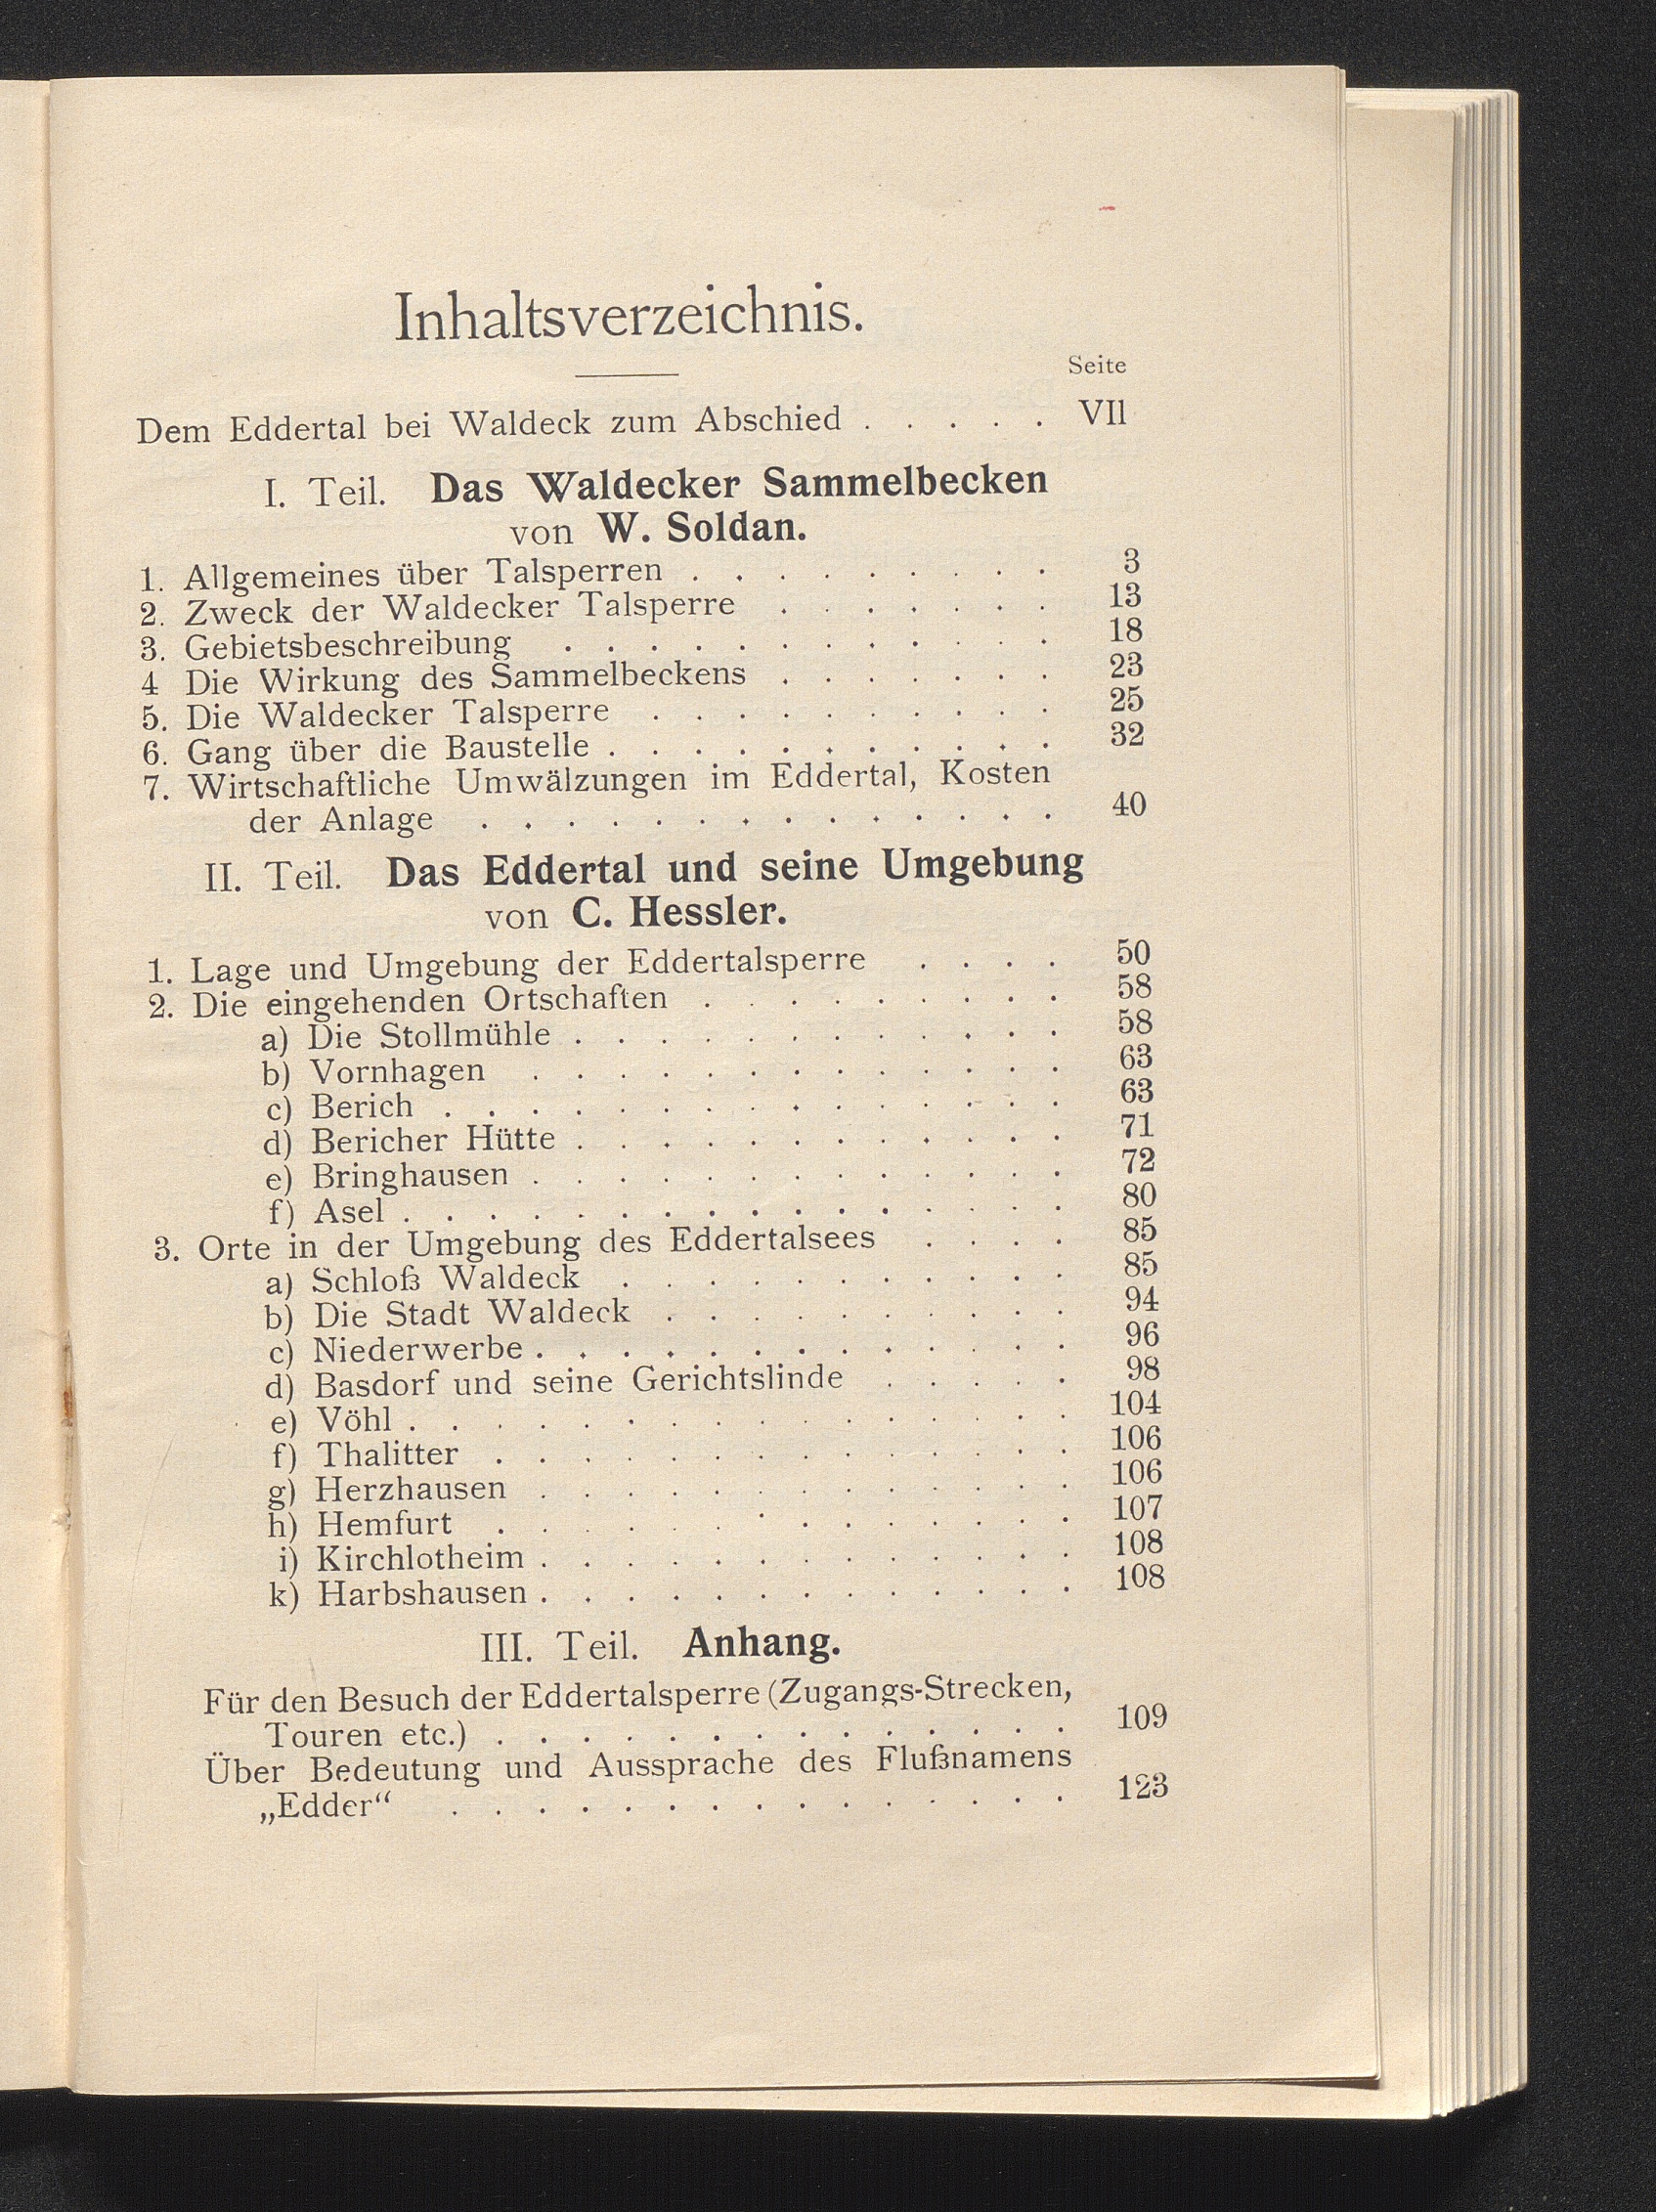 Inhaltsverzeichnis.
Seite
Dem Eddertal bei Waldeck zum Abschied . . . . . VII
I. Teil. Das Waldecker Sammelbecken
von W. Soldan.
1. Allgemeines über Talsperren . . . . . . . . . 3
2. Zweck der Waldecker Talsperre . . . . . . . 13
3. Gebietsbeschreibung . . . . . . . . . . . . 18
4 Die Wirkung des Sammelbeckens . . . . . . . 23
5. Die Waldecker Talsperre . . . . . . . . . . 25
6. Gang über die Baustelle . . . . . . . . . . . 32
7. Wirtschaftliche Umwälzungen im Eddertal, Kosten
der Anlage . . . . . . . . . . . . . . 40
II. Teil. Das Eddertal und seine Umgebung
von C. Hessler.
1. Lage und Umgebung der Eddertalsperre . . . . 50
2. Die eingehenden Ortschaften . . . . . . . . . 58
a) Die Stollmühle . . . . . . . . . . . . 58
b) Vornhagen . . . . . . . . . . . . . 63
c) Berich . . . . . . . . . . . . . . . 63
d) Bericher Hütte . . . . . . . . . . . . 71
e) Bringhausen . . . . . . . . . . . . . 72
f) Asel . . . . . . . . . . . . . . . . 80
3. Orte in der Umgebung des Eddertalsees . . . . 85
a) Schloß Waldeck . . . . . . . . . . . 85
b) Die Stadt Waldeck . . . . . . . . . . 94
c) Niederwerbe . . . . . . . . . . . . . 96
d) Basdorf und seine Gerichtslinde . . . . . 98
e) Vöhl . . . . . . . . . . . . . . . . 104
f) Thalitter . . . . . . . . . . . . . . 106
g) Herzhausen . . . . . . . . . . . . . 106
h) Hemfurt . . . . . . . . . . . . . . 107
i) Kirchlotheim . . . . . . . . . . . . . 108
k) Harbshausen . . . . . . . . . . . . . 108
III. Teil. Anhang.
Für den Besuch der Eddertalsperre (Zugangs-Strecken,
Touren etc.) . . . . . . . . . . . . . . 109
Über Bedeutung und Aussprache des Flußnamens
„Edder“ . . . . . . . . . . . . . . . 123